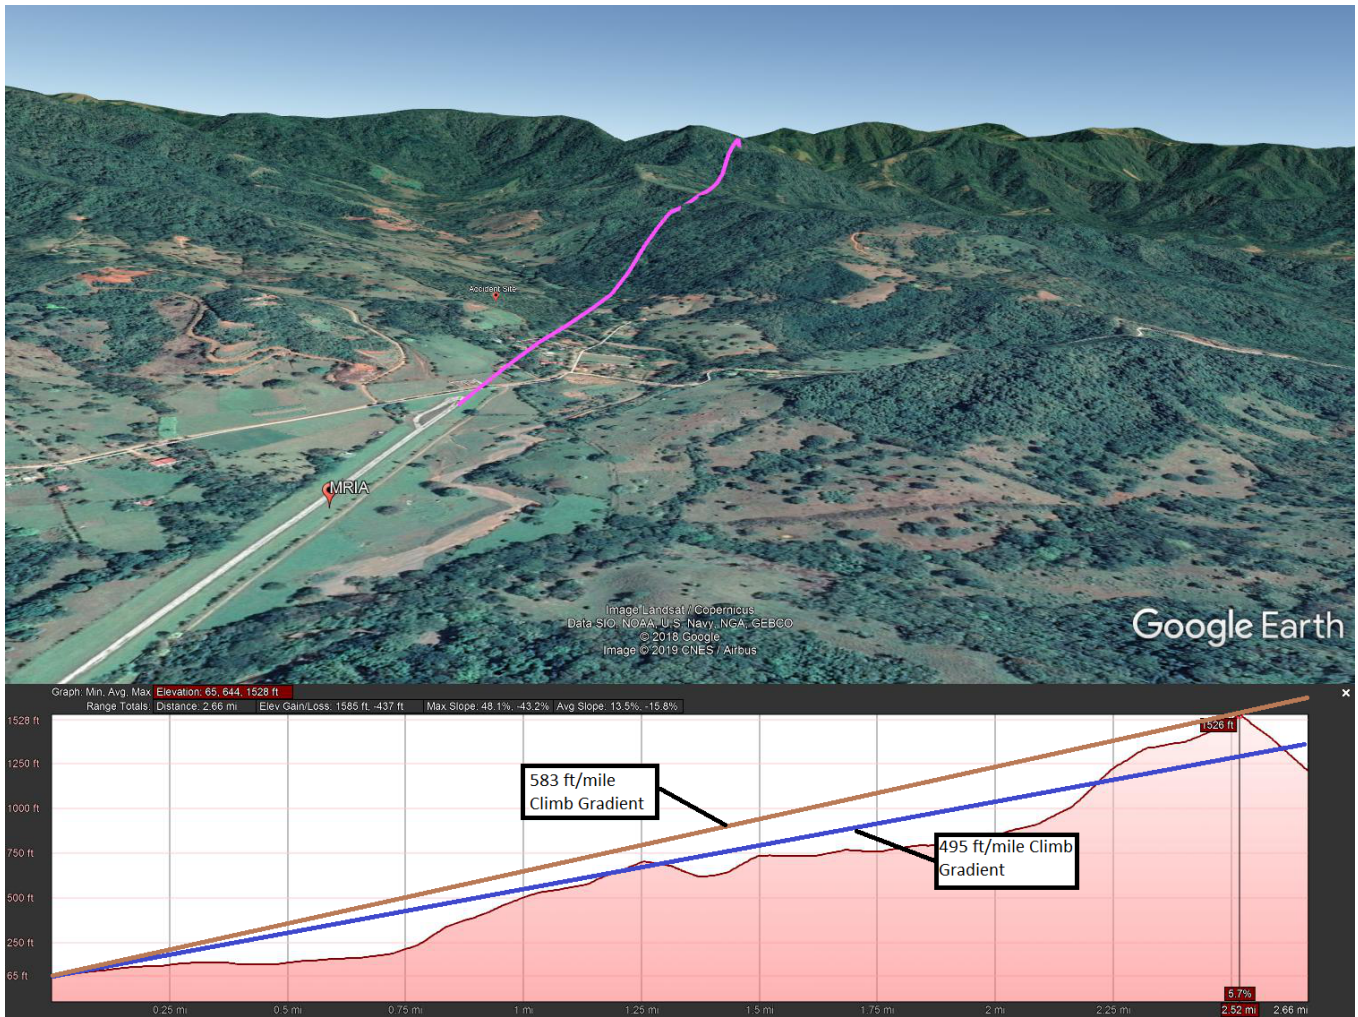 Accident Site
MRIA
Image Landsat / Copernicus
Data SIO, NOAA, U.S. Navy, NGA, GEBCO
© 2018 Google
Image © 2019 CNES / Airbus
Google Earth
Graph: Min, Avg, Max Elevation: 65, 644, 1528 ft
Range Totals: Distance: 2.66 mi Elev Gain/Loss: 1585 ft, -437 ft Max Slope: 48.1%, -43.2% Avg Slope: 13.5%, -15.8%
1528 ft
1526 ft
1250 ft
583 ft/mile
Climb Gradient
1000 ft
495 ft/mile Climb
Gradient
750 ft
500 ft
250 ft
65 ft
5.7%
0.25 mi 0.5 mi 0.75 mi 1 mi 1.25 mi 1.5 mi 1.75 mi 2 mi 2.25 mi 2.52 mi 2.66 mi